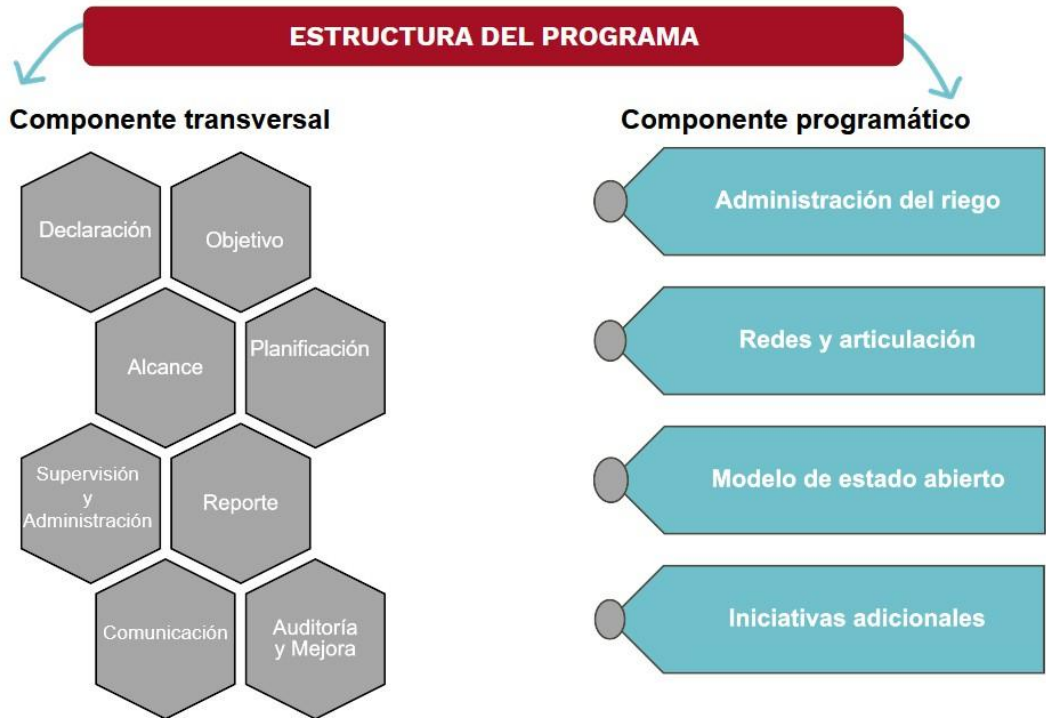 ESTRUCTURA DEL PROGRAMA
Componente transversal
Declaración
Objetivo
Alcance
Planificación
Supervisión
y
Administración
Reporte
Comunicación
Auditoría
y Mejora
Componente programático
Administración del riego
Redes y articulación
Modelo de estado abierto
Iniciativas adicionales